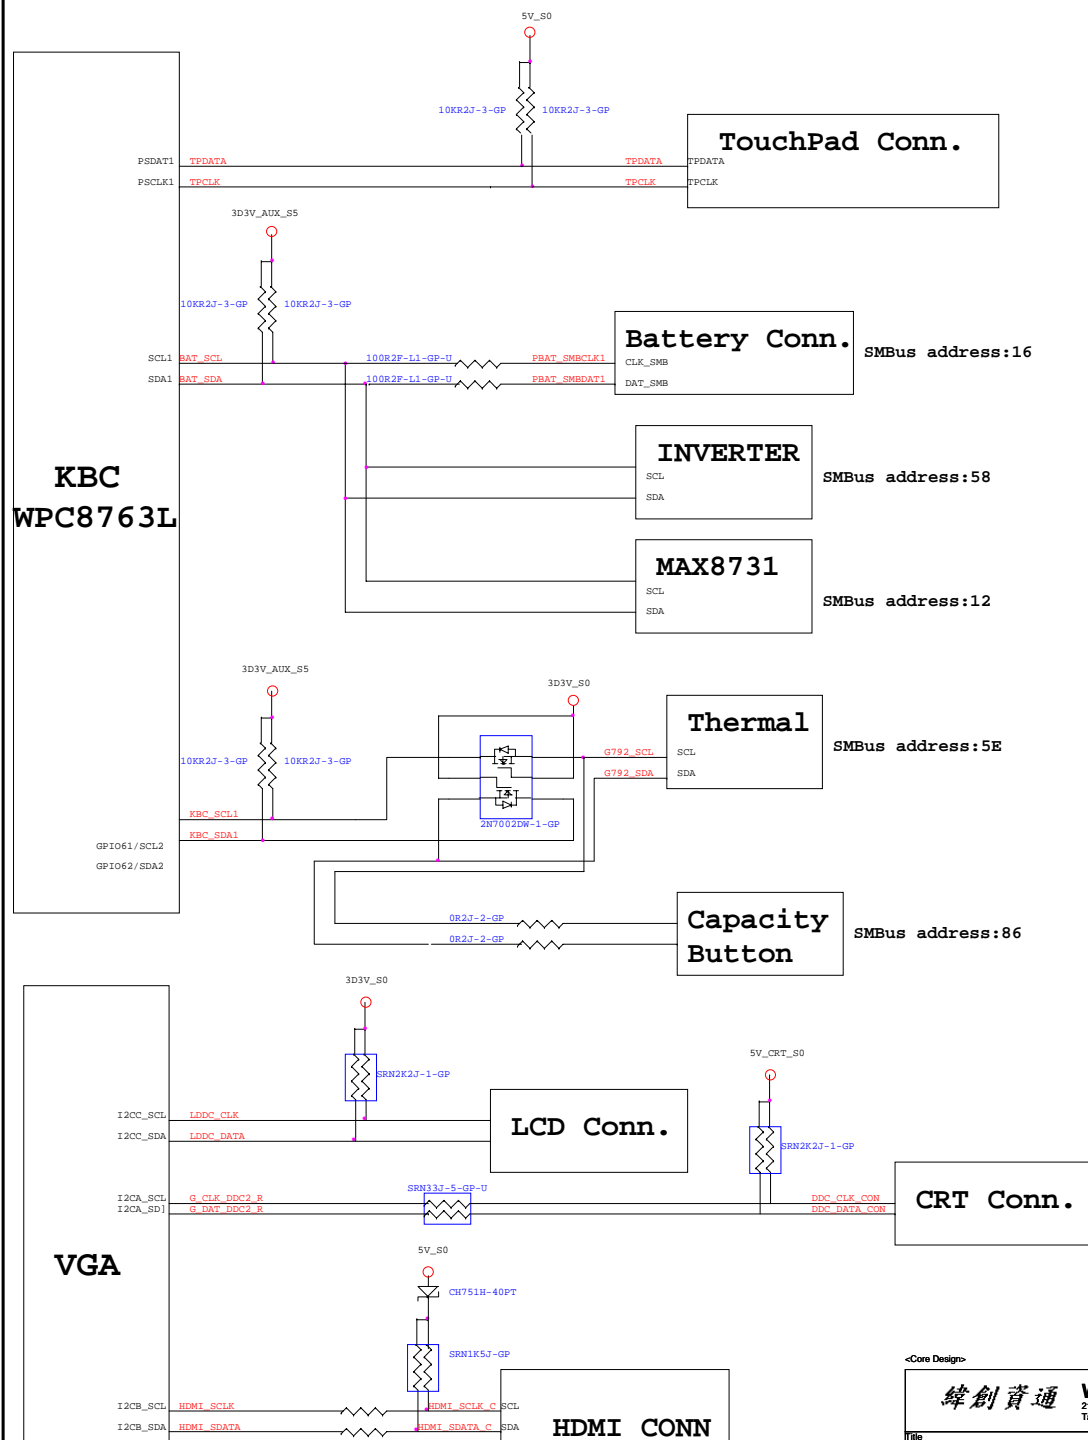 5V_S0
10KR2J-3-GP 10KR2J-3-GP
TouchPad Conn.
PSDAT1 TPDATA TPDATA TPDATA
PSCLK1 TPCLK TPCLK TPCLK
3D3V_AUX_S5
10KR2J-3-GP 10KR2J-3-GP
Battery Conn.
SMBus address:16
SCL1 BAT_SCL 100R2F-L1-GP-U PBAT_SMBCLK1 CLK_SMB
SDA1 BAT_SDA 100R2F-L1-GP-U PBAT_SMBDAT1 DAT_SMB
INVERTER
SCL
SDA
SMBus address:58
KBC
WPC8763L
MAX8731
SCL
SDA
SMBus address:12
3D3V_AUX_S5
3D3V_S0
10KR2J-3-GP 10KR2J-3-GP
Thermal
G792_SCL SCL
G792_SDA SDA
SMBus address:5E
2N7002DW-1-GP
KBC_SCL1
KBC_SDA1
GPIO61/SCL2
GPIO62/SDA2
0R2J-2-GP
0R2J-2-GP
Capacity
Button
SMBus address:86
3D3V_S0
SRN2K2J-1-GP
I2CC_SCL LDDC_CLK
I2CC_SDA LDDC_DATA
LCD Conn.
5V_CRT_S0
SRN2K2J-1-GP
SRN33J-5-GP-U
I2CA_SCL G_CLK_DDC2_R DDC_CLK_CON
I2CA_SD] G_DAT_DDC2_R DDC_DATA_CON
CRT Conn.
VGA
5V_S0
CH751H-40PT
SRN1K5J-GP
I2CB_SCL HDMI_SCLK HDMI_SCLK_C SCL
I2CB_SDA HDMI_SDATA HDMI_SDATA_C SDA
HDMI CONN
<Core Design>
緯創資通
Title